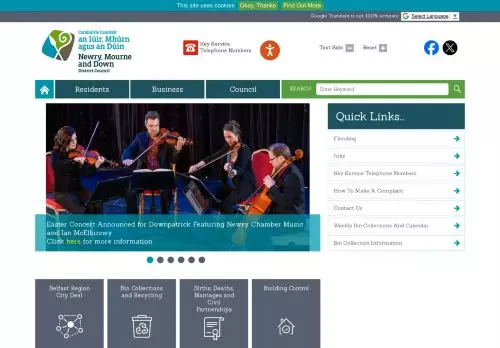 This site uses cookies Okay, Thanks Find Out More
Google Translate is not 100% accurate
Select Language
Comhairle Ceantair
an Iúir, Mhúrn
agus an Dúin
Newry, Mourne
and Down
District Council
Key Service
Telephone Numbers
Text Size
Reset
Residents
Business
Council
SEARCH
Enter Keyword
Easter Concert Announced for Downpatrick Featuring Newry Chamber Music
and Ian McElhinney
Click here for more information
Quick Links..
Flooding
Jobs
Key Service Telephone Numbers
How To Make A Complaint
Contact Us
Weekly Bin Collections And Calendar
Bin Collection Information
Belfast Region
City Deal
Bin Collections
and Recycling
Births, Deaths,
Marriages and
Civil
Partnerships
Building Control